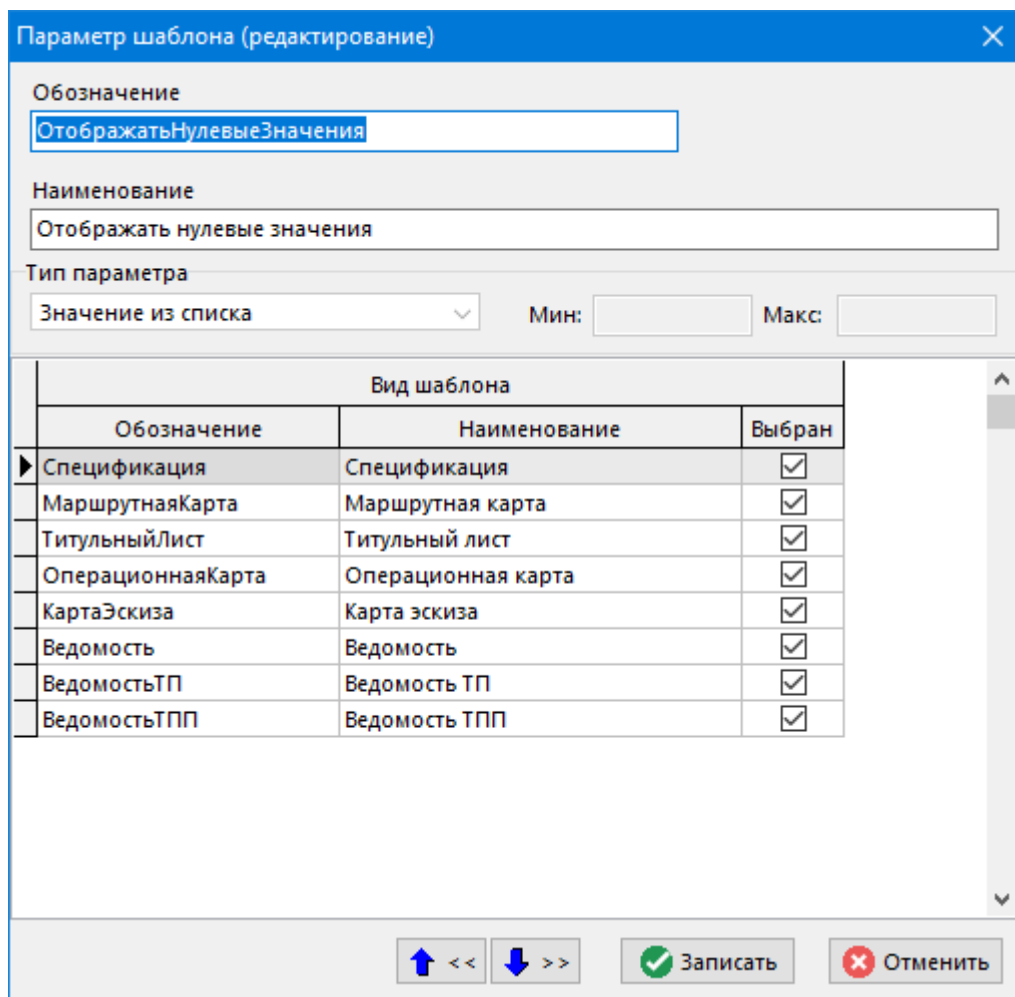 Параметр шаблона (редактирование)
Обозначение
ОтображатьНулевыеЗначения
Наименование
Отображать нулевые значения
Тип параметра
Значение из списка Мин: Макс:
Вид шаблона
Обозначение Наименование Выбран
Спецификация Спецификация
МаршрутнаяКарта Маршрутная карта
ТитульныйЛист Титульный лист
ОперационнаяКарта Операционная карта
КартаЭскиза Карта эскиза
Ведомость Ведомость
ВедомостьТП Ведомость ТП
ВедомостьТПП Ведомость ТПП
<< >> Записать Отменить